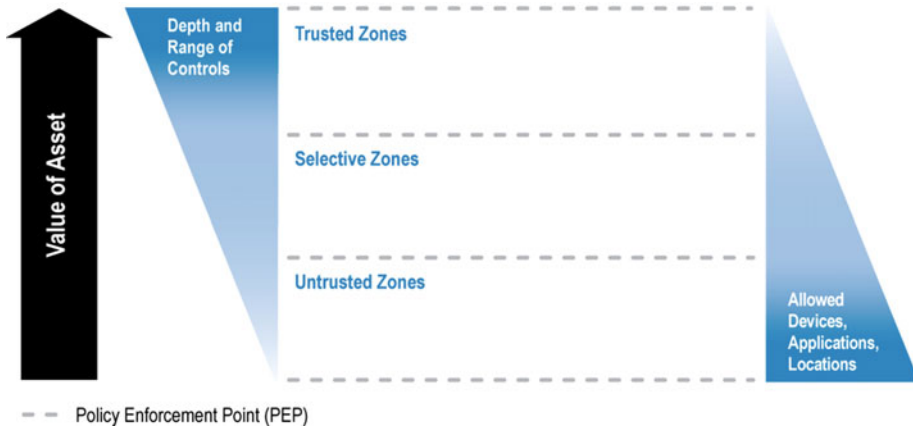 Depth and
Range of
Controls
Trusted Zones
Value of Asset
Selective Zones
Untrusted Zones
Allowed
Devices,
Applications,
Locations
Policy Enforcement Point (PEP)